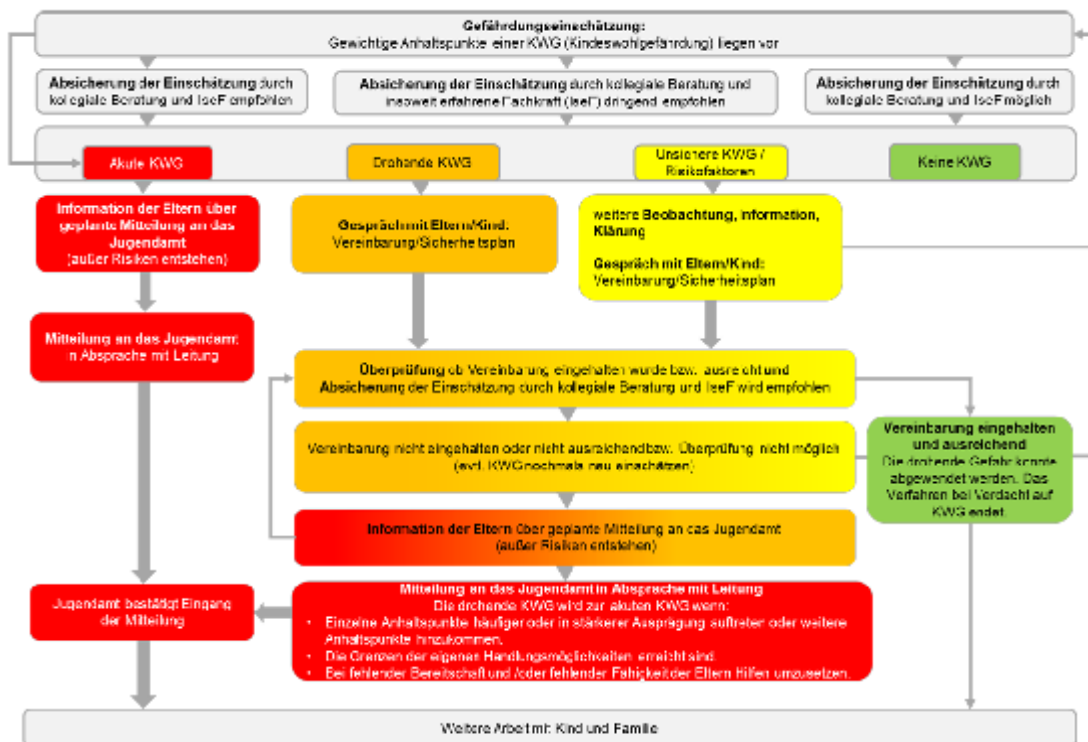 Gefährdungseinschätzung:
Gewichtige Anhaltspunkte einer KWG (Kindeswohlgefährdung) liegen vor
Absicherung der Einschätzung durch
kollegiale Beratung und IseF empfohlen
Absicherung der Einschätzung durch kollegiale Beratung und
insoweit erfahrene Fachkraft (IseF) dringend empfohlen
Absicherung der Einschätzung durch
kollegiale Beratung und IseF möglich
Akute KWG
Drohende KWG
Unsichere KWG /
Risikofaktoren
Keine KWG
Information der Eltern über
geplante Mitteilung an das
Jugendamt
(außer Risiken entstehen)
Gespräch mit Eltern/Kind:
Vereinbarung/Sicherheitsplan
weitere Beobachtung, Information,
Klärung
Gespräch mit Eltern/Kind:
Vereinbarung/Sicherheitsplan
Mitteilung an das Jugendamt
in Absprache mit Leitung
Überprüfung ob Vereinbarung eingehalten wurde bzw. ausreicht und
Absicherung der Einschätzung durch kollegiale Beratung und IseF wird empfohlen
Vereinbarung nicht eingehalten oder nicht ausreichend bzw. Überprüfung nicht möglich
(evtl. KWG nochmals neu einschätzen)
Vereinbarung eingehalten
und ausreichend
Die drohende Gefahr konnte
abgewendet werden. Das
Verfahren bei Verdacht auf
KWG endet
Information der Eltern über geplante Mitteilung an das Jugendamt
(außer Risiken entstehen)
Jugendamt bestätigt Eingang
der Mitteilung
Mitteilung an das Jugendamt in Absprache mit Leitung
Die drohende KWG wird zur akuten KWG wenn:
• Einzelne Anhaltspunkte häufiger oder in stärkerer Ausprägung auftreten oder weitere
Anhaltspunkte hinzukommen.
• Die Grenzen der eigenen Handlungsmöglichkeiten erreicht sind.
• Bei fehlender Bereitschaft und /oder fehlender Fähigkeit der Eltern Hilfen umzusetzen.
Weitere Arbeit mit Kind und Familie